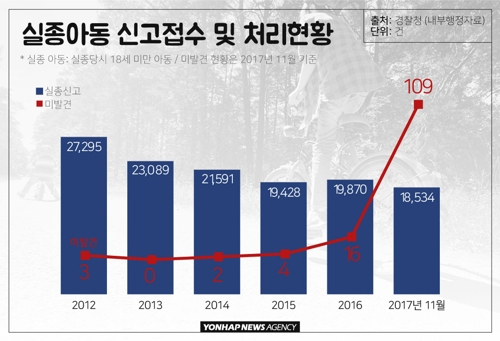 실종아동 신고접수 및 처리현황
출처: 경찰청 (내부행정자료)
단위: 건
* 실종 아동: 실종당시 18세 미만 아동 / 미발견 현황은 2017년 11월 기준
실종신고
미발견
109
27,295
23,089
21,591
19,428
19,870
18,534
미발견
3
0
2
4
16
2012
2013
2014
2015
2016
2017년 11월
YONHAP NEWS AGENCY